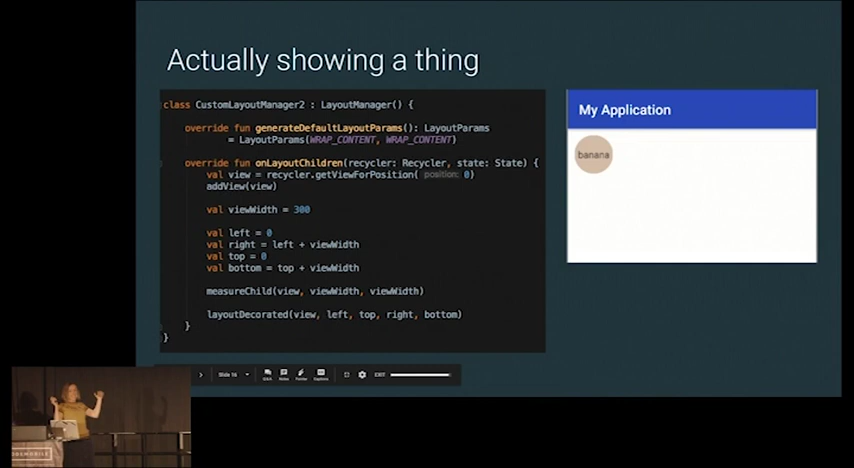 Actually showing a thing
class CustomLayoutManager2 : LayoutManager() {
override fun generateDefaultLayoutParams(): LayoutParams
= LayoutParams(WRAP_CONTENT, WRAP_CONTENT)
override fun onLayoutChildren(recycler: Recycler, state: State) {
val view = recycler.getViewForPosition( position: 0)
addView(view)
val viewWidth = 300
val left = 0
val right = left + viewWidth
val top = 0
val bottom = top + viewWidth
measureChild(view, viewWidth, viewWidth)
layoutDecorated(view, left, top, right, bottom)
}
}
My Application
banana
Slide 16
Q&A Notes Pointer Captions EXIT